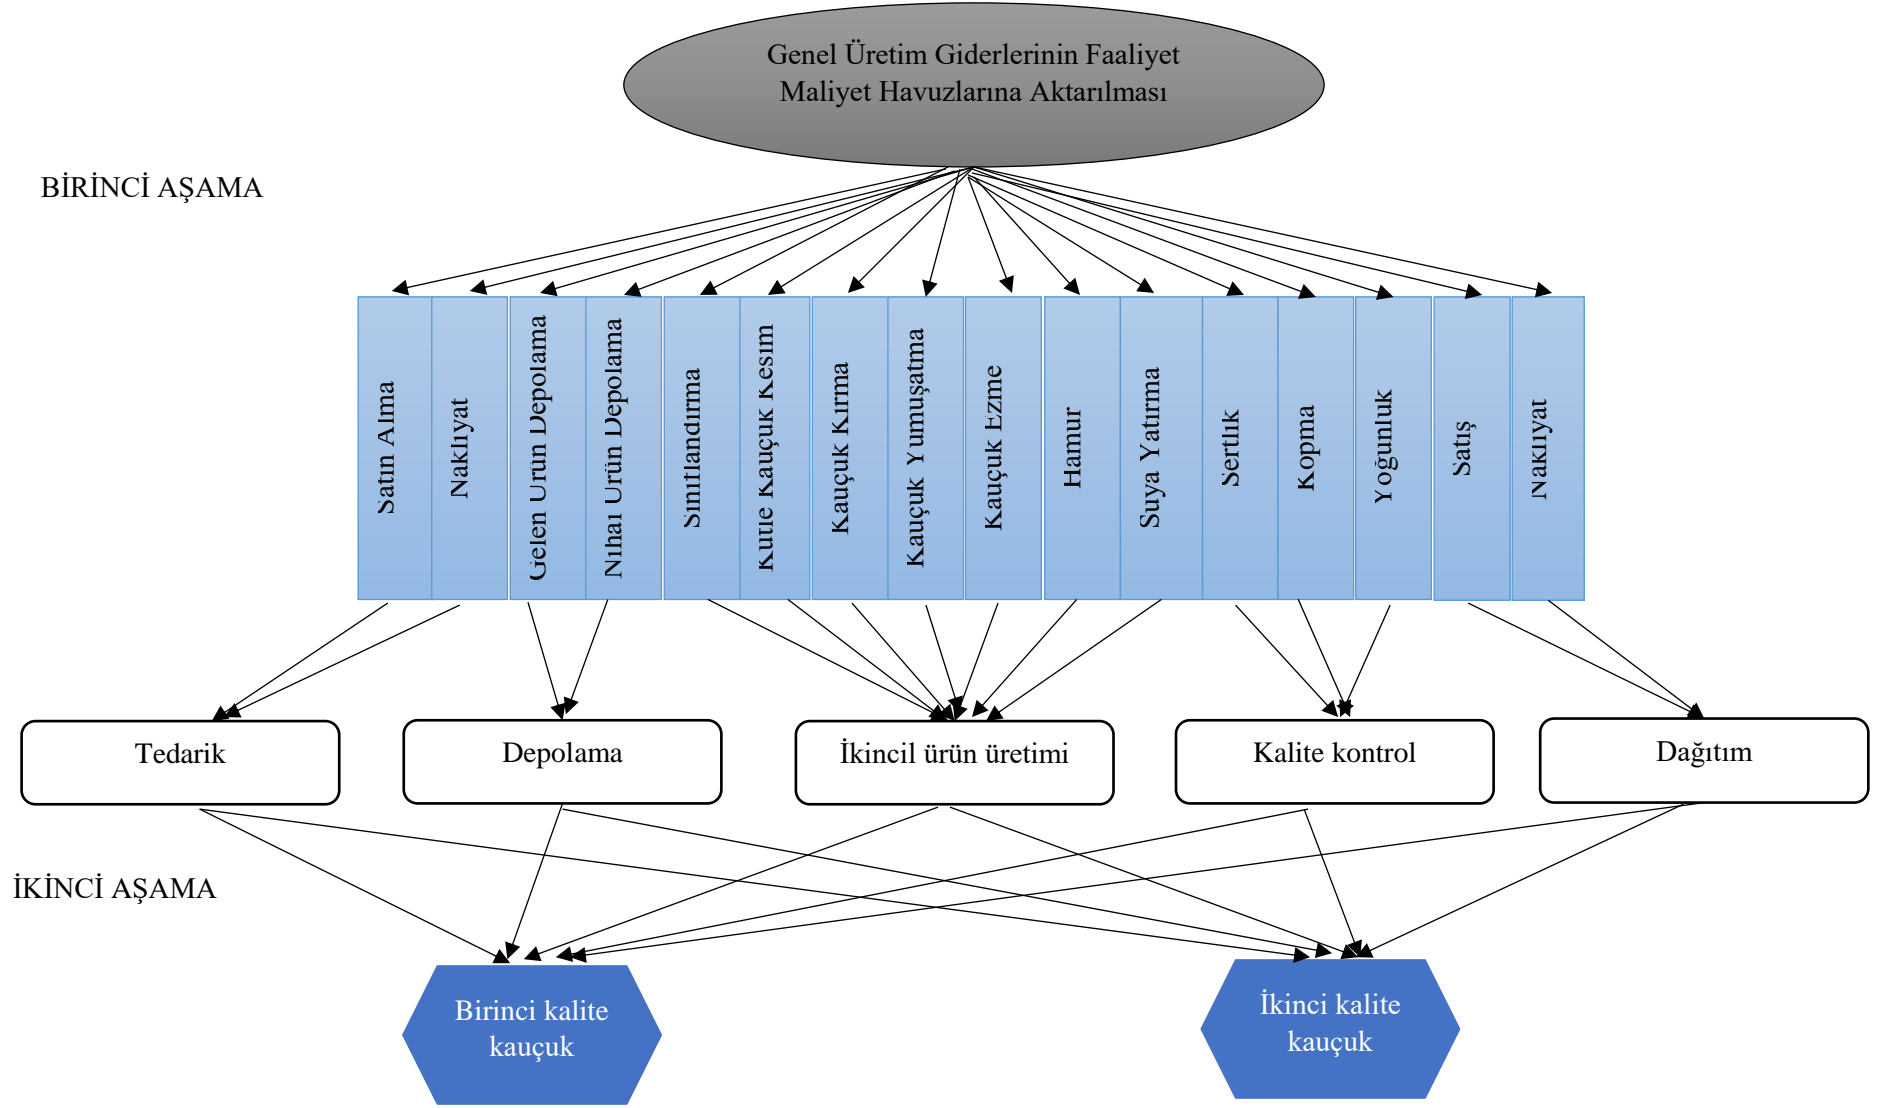 Genel Üretim Giderlerinin Faaliyet
Maliyet Havuzlarına Aktarılması
BİRİNCİ AŞAMA
Satın Alma
Nakliyat
Gelen Ürün Depolama
Nihai Ürün Depolama
Sınıflandırma
Kütle Kauçuk Kesim
Kauçuk Kırma
Kauçuk Yumuşatma
Kauçuk Ezme
Hamur
Suya Yatırma
Sertlik
Kopma
Yoğunluk
Satış
Nakliyat
Tedarik
Depolama
İkincil ürün üretimi
Kalite kontrol
Dağıtım
İKİNCİ AŞAMA
Birinci kalite
kauçuk
İkinci kalite
kauçuk